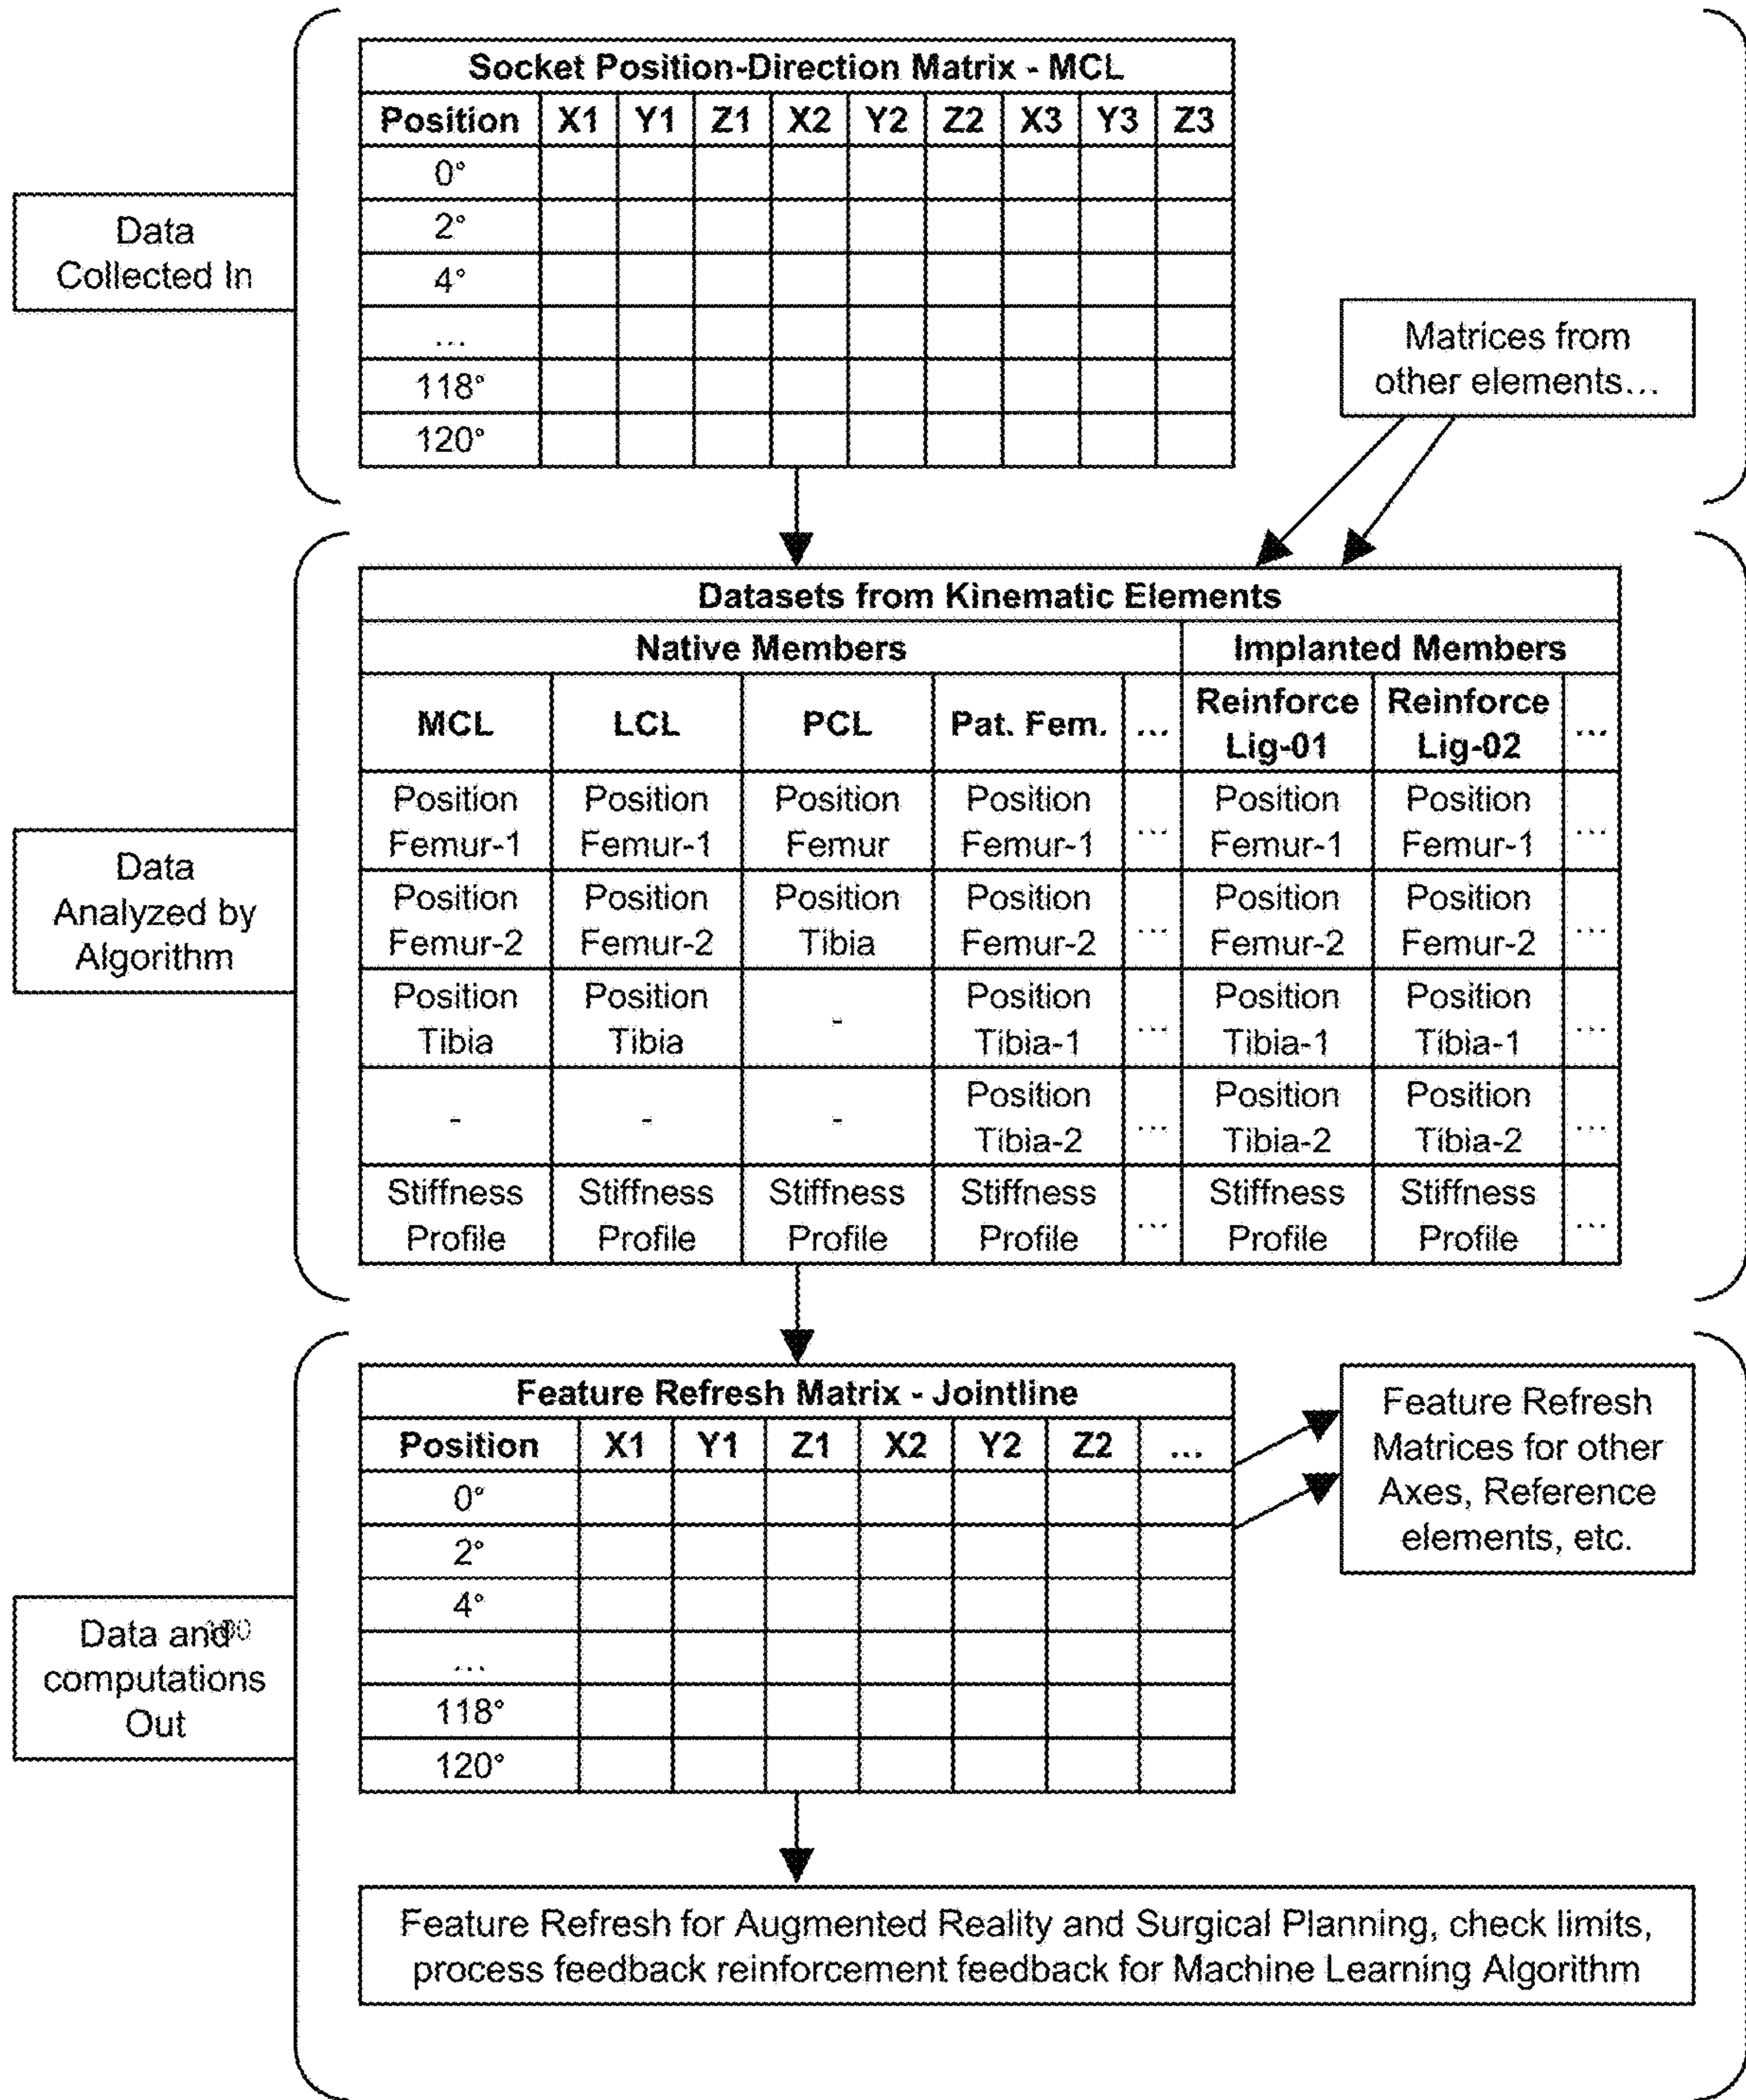 Socket Position-Direction Matrix - MCL
Position X1 Y1 Z1 X2 Y2 Z2 X3 Y3 Z3
0°
2°
4°
...
118°
120°
Data
Collected In
Matrices from
other elements...
Datasets from Kinematic Elements
Native Members Implanted Members
MCL LCL PCL Pat. Fem. ... Reinforce Lig-01 Reinforce Lig-02 ...
Position Position Position Position ... Position Position ...
Femur-1 Femur-1 Femur Femur-1 Femur-1 Femur-1
Position Position Position Position ... Position Position ...
Femur-2 Femur-2 Tibia Femur-2 Femur-2 Femur-2
Position Position - Position ... Position Position ...
Tibia Tibia Tibia-1 Tibia-1 Tibia-1
- - - Position ... Position Position ...
Tibia-2 Tibia-2 Tibia-2
Stiffness Stiffness Stiffness Stiffness ... Stiffness Stiffness ...
Profile Profile Profile Profile Profile Profile
Data
Analyzed by
Algorithm
Feature Refresh Matrix - Jointline
Position X1 Y1 Z1 X2 Y2 Z2 ...
0°
2°
4°
...
118°
120°
Feature Refresh
Matrices for other
Axes, Reference
elements, etc.
Data and
computations
Out
Feature Refresh for Augmented Reality and Surgical Planning, check limits,
process feedback reinforcement feedback for Machine Learning Algorithm